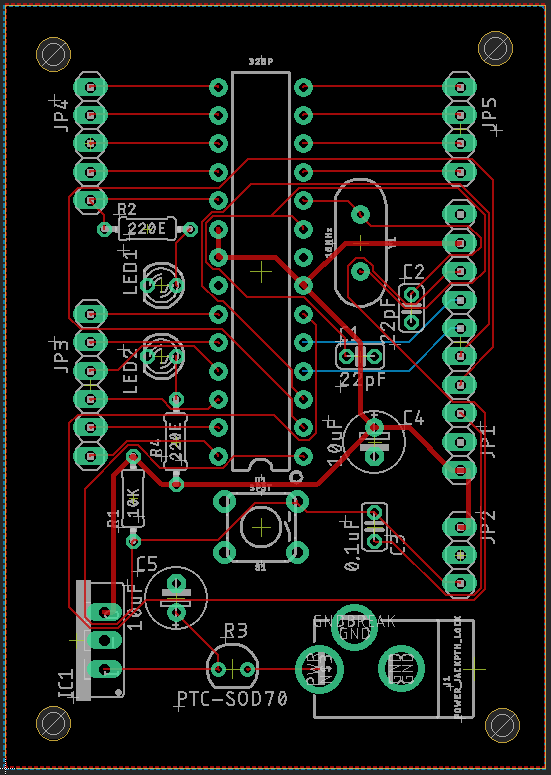 328P
JP4
JP5
R2
220E
16MHz
Y1
LED1
C2
22pF
JP3
C1
22pF
LED2
C4
10uF
R4
220E
JP1
10K
R1
S1
JP2
0.1uF
C3
C5
10uF
GNDBREAK
GND
R3
PWR
GND
J1
POWER_JACKPTH_LOCK
IC1
PTC-SOD70